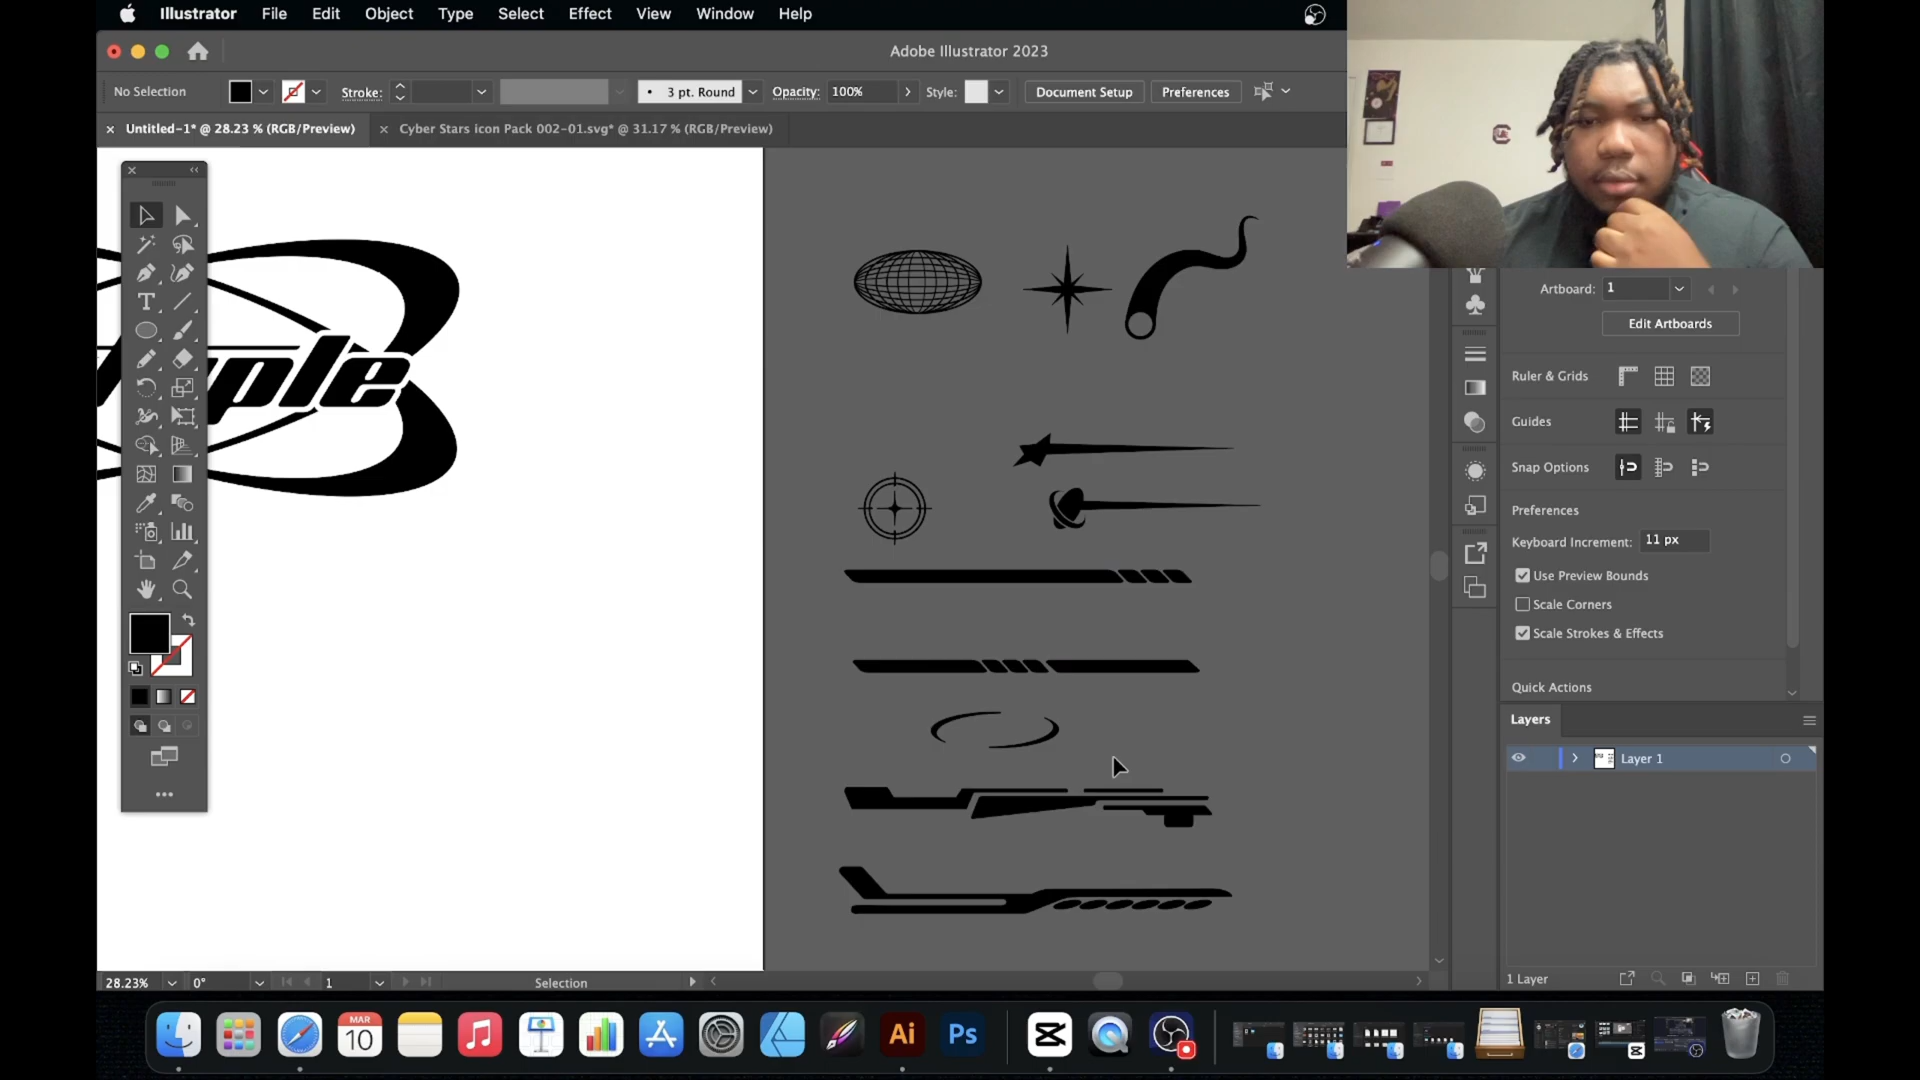 Illustrator File Edit Object Type Select Effect View Window Help
Adobe Illustrator 2023
No Selection Stroke: 3 pt. Round Opacity: 100% Style: Document Setup Preferences
Untitled-1* @ 28.23 % (RGB/Preview) Cyber Stars icon Pack 002-01.svg* @ 31.17 % (RGB/Preview)
Artboard: 1
Edit Artboards
ple
Ruler & Grids
Guides
Snap Options
Preferences
Keyboard Increment: 11 px
Use Preview Bounds
Scale Corners
Scale Strokes & Effects
Quick Actions
Layers
Layer 1
28.23% 0° 1 Selection
1 Layer
MAR
10
Ai Ps